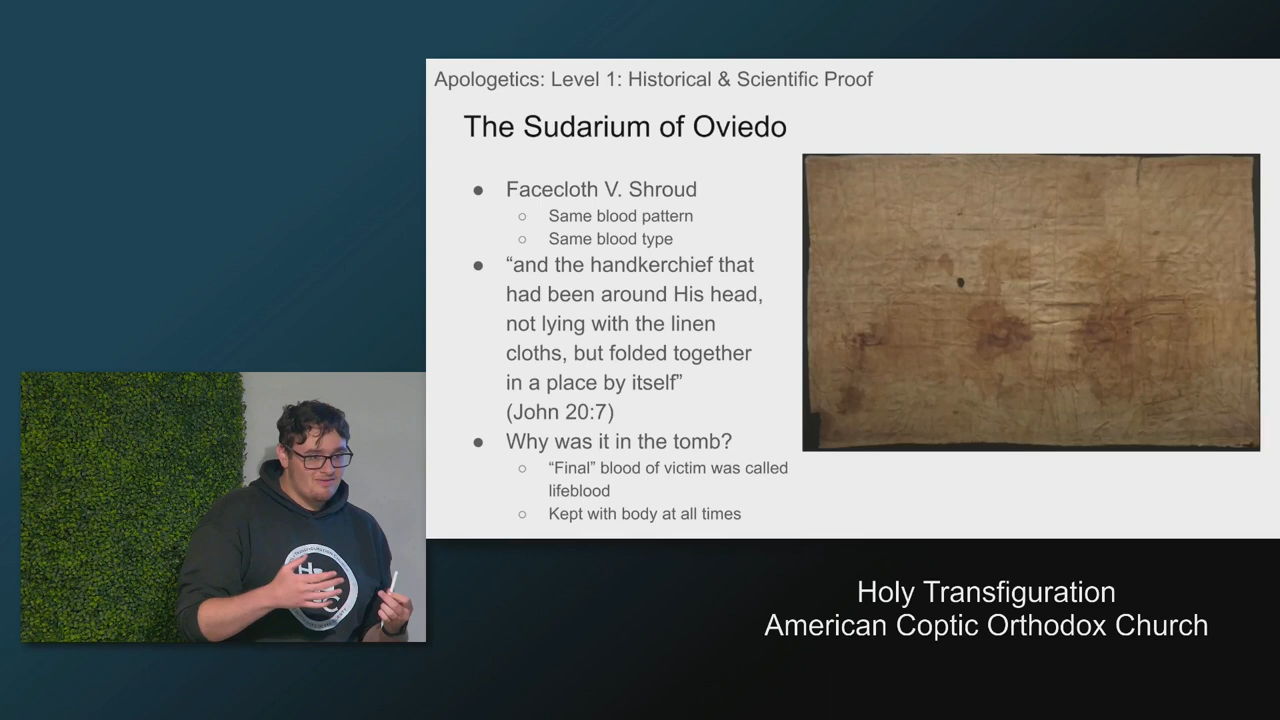 Apologetics: Level 1: Historical & Scientific Proof
The Sudarium of Oviedo
● Facecloth V. Shroud
○ Same blood pattern
○ Same blood type
● “and the handkerchief that
had been around His head,
not lying with the linen
cloths, but folded together
in a place by itself”
(John 20:7)
● Why was it in the tomb?
○ “Final” blood of victim was called
lifeblood
○ Kept with body at all times
Holy Transfiguration
American Coptic Orthodox Church